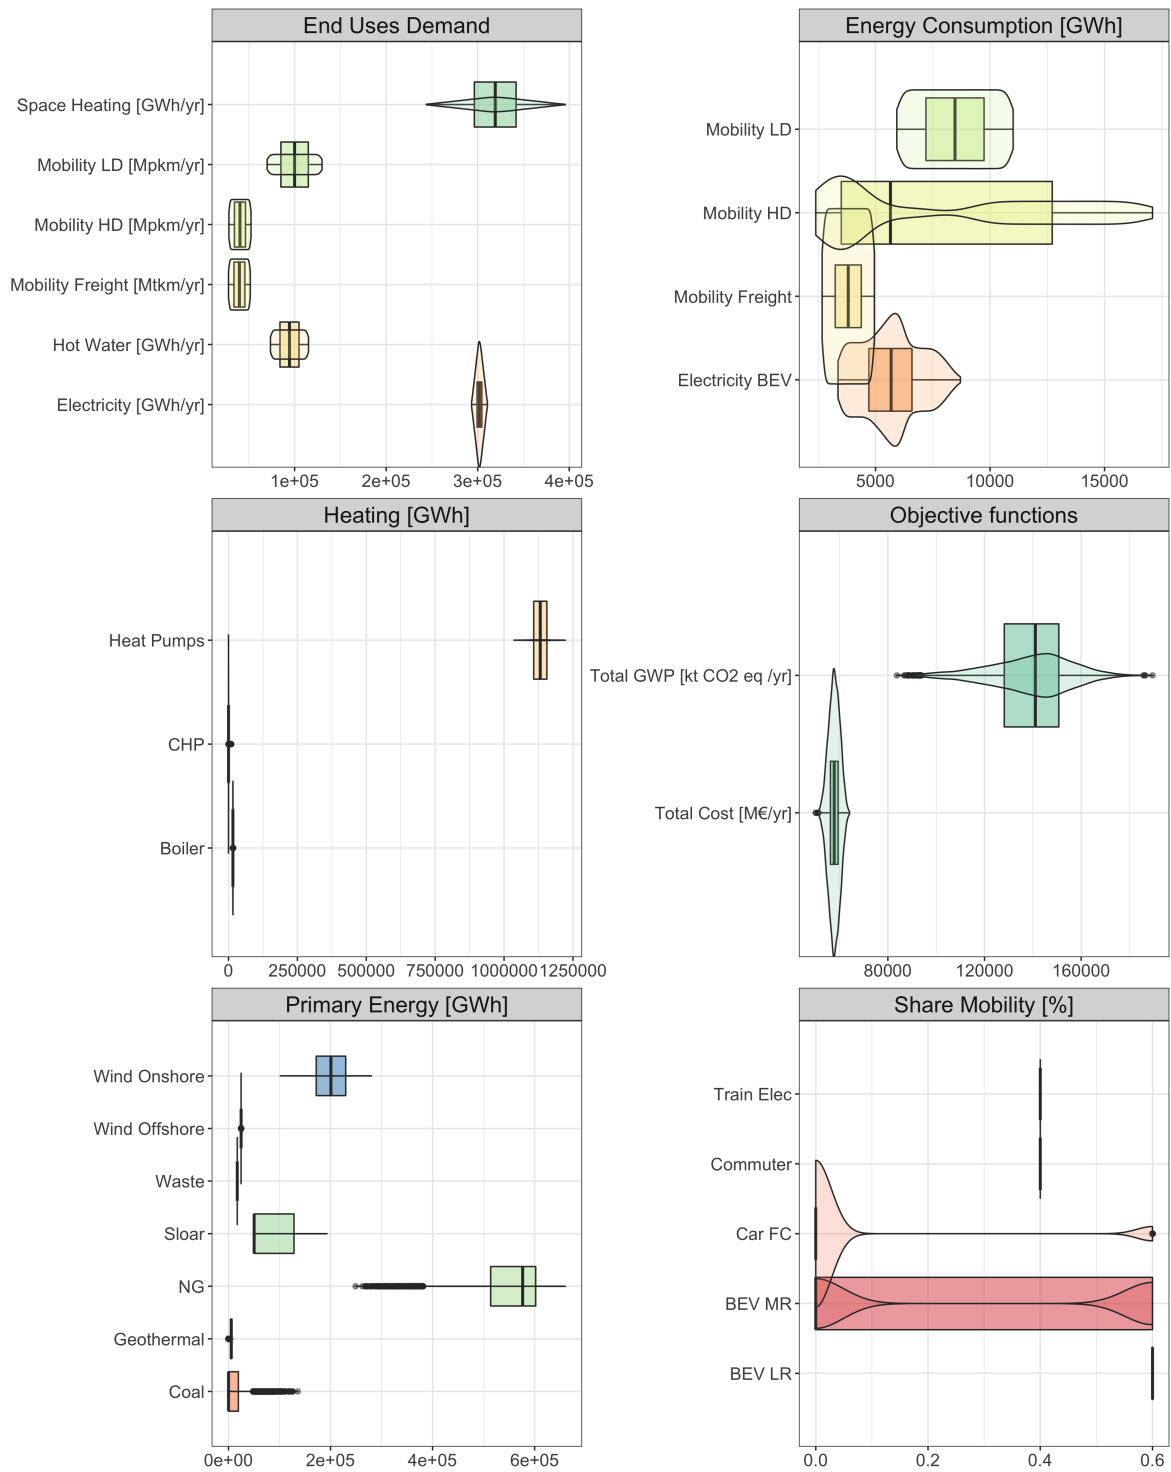 End Uses Demand
Space Heating [GWh/yr]
Mobility LD [Mpkm/yr]
Mobility HD [Mpkm/yr]
Mobility Freight [Mtkm/yr]
Hot Water [GWh/yr]
Electricity [GWh/yr]
1e+05 2e+05 3e+05 4e+05
Energy Consumption [GWh]
Mobility LD
Mobility HD
Mobility Freight
Electricity BEV
5000 10000 15000
Heating [GWh]
Heat Pumps
CHP
Boiler
0 250000 500000 750000 1000000 1250000
Objective functions
Total GWP [kt CO2 eq /yr]
Total Cost [M€/yr]
80000 120000 160000
Primary Energy [GWh]
Wind Onshore
Wind Offshore
Waste
Sloar
NG
Geothermal
Coal
0e+00 2e+05 4e+05 6e+05
Share Mobility [%]
Train Elec
Commuter
Car FC
BEV MR
BEV LR
0.0 0.2 0.4 0.6